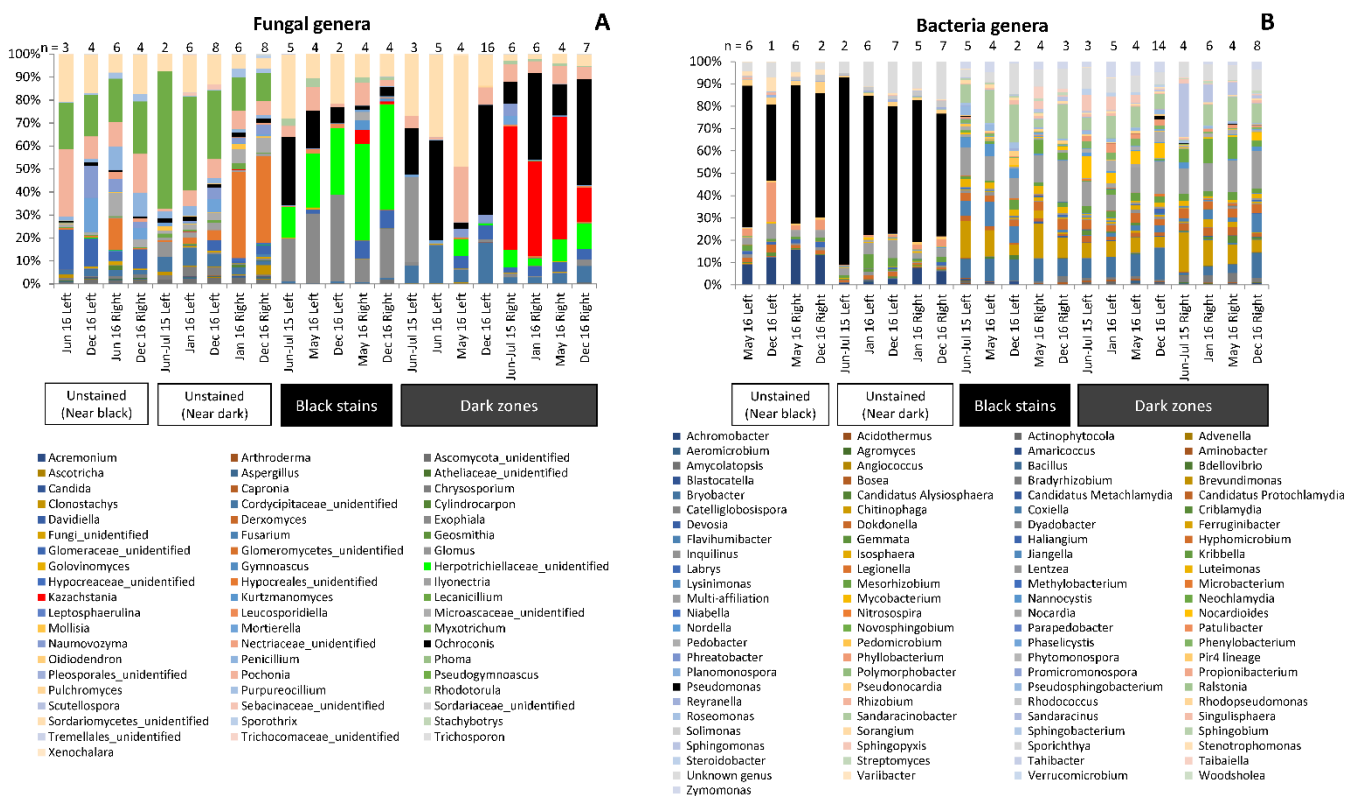 Fungal genera
A
n = 3 4 6 4 2 6 8 6 8 5 4 2 4 4 3 5 4 16 6 6 4 7
100%
90%
80%
70%
60%
50%
40%
30%
20%
10%
0%
Jun 16 Left
Dec 16 Left
Jun 16 Right
Dec 16 Right
Jun-Jul 15 Left
Jan 16 Left
Dec 16 Left
Jan 16 Right
Dec 16 Right
Jun-Jul 15 Left
May 16 Left
Dec 16 Left
May 16 Right
Dec 16 Right
Jun-Jul 15 Left
Jan 16 Left
May 16 Left
Dec 16 Left
Jun-Jul 15 Right
Jan 16 Right
May 16 Right
Dec 16 Right
Unstained
(Near black)
Unstained
(Near dark)
Black stains
Dark zones
Acremonium Arthroderma Ascomycota_unidentified
Ascotricha Aspergillus Atheliaceae_unidentified
Candida Capronia Chrysosporium
Clonostachys Cordycipitaceae_unidentified Cylindrocarpon
Davidiella Derxomyces Exophiala
Fungi_unidentified Fusarium Geosmithia
Glomeraceae_unidentified Glomeromycetes_unidentified Glomus
Golovinomyces Gymnoascus Herpotrichiellaceae_unidentified
Hypocreaceae_unidentified Hypocreales_unidentified Ilyonectria
Kazachstania Kurtzmanomyces Lecanicillium
Leptosphaerulina Leucosporidiella Microascaceae_unidentified
Mollisia Mortierella Myxotrichum
Naumovozyma Nectriaceae_unidentified Ochroconis
Oidiodendron Penicillium Phoma
Pleosporales_unidentified Pochonia Pseudogymnoascus
Pulchromyces Purpureocillium Rhodotorula
Scutellospora Sebacinaceae_unidentified Sordariaceae_unidentified
Sordariomycetes_unidentified Sporothrix Stachybotrys
Tremellales_unidentified Trichocomaceae_unidentified Trichosporon
Xenochalara
Bacteria genera
B
n = 6 1 6 2 2 6 7 5 7 5 4 2 4 3 3 5 4 14 4 6 4 8
100%
90%
80%
70%
60%
50%
40%
30%
20%
10%
0%
May 16 Left
Dec 16 Left
May 16 Right
Dec 16 Right
Jun-Jul 15 Left
Jan 16 Left
Dec 16 Left
Jan 16 Right
Dec 16 Right
Jun-Jul 15 Left
May 16 Left
Dec 16 Left
May 16 Right
Dec 16 Right
Jun-Jul 15 Left
Jan 16 Left
May 16 Left
Dec 16 Left
Jun-Jul 15 Right
Jan 16 Right
May 16 Right
Dec 16 Right
Unstained
(Near black)
Unstained
(Near dark)
Black stains
Dark zones
Achromobacter Acidothermus Actinophytocola Advenella
Aeromicrobium Agromyces Amaricoccus Aminobacter
Amycolatopsis Angiococcus Bacillus Bdellovibrio
Blastocatella Bosea Bradyrhizobium Brevundimonas
Bryobacter Candidatus Alysiosphaera Candidatus Metachlamydia Candidatus Protochlamydia
Catelliglobosispora Chitinophaga Coxiella Criblamydia
Devosia Dokdonella Dyadobacter Ferruginibacter
Flavihumibacter Gemmata Haliangium Hyphomicrobium
Inquilinus Isosphaera Jiangella Kribbella
Labrys Legionella Lentzea Luteimonas
Lysinimonas Mesorhizobium Methylobacterium Microbacterium
Multi-affiliation Mycobacterium Nannocystis Neochlamydia
Niabella Nitrosospira Nocardia Nocardioides
Nordella Novosphingobium Parapedobacter Patulibacter
Pedobacter Pedomicrobium Phaselicystis Phenylobacterium
Phreatobacter Phyllobacterium Phytomonospora Pir4 lineage
Planomonospora Polymorphobacter Promicromonospora Propionibacterium
Pseudomonas Pseudonocardia Pseudosphingobacterium Ralstonia
Reyranella Rhizobium Rhodococcus Rhodopseudomonas
Roseomonas Sandaracinobacter Sandaracinus Singulisphaera
Solimonas Sorangium Sphingobacterium Sphingobium
Sphingomonas Sphingopyxis Sporichthya Stenotrophomonas
Steroidobacter Streptomyces Tahibacter Taibaiella
Unknown genus Variibacter Verrucomicrobium Woodsholea
Zymomonas